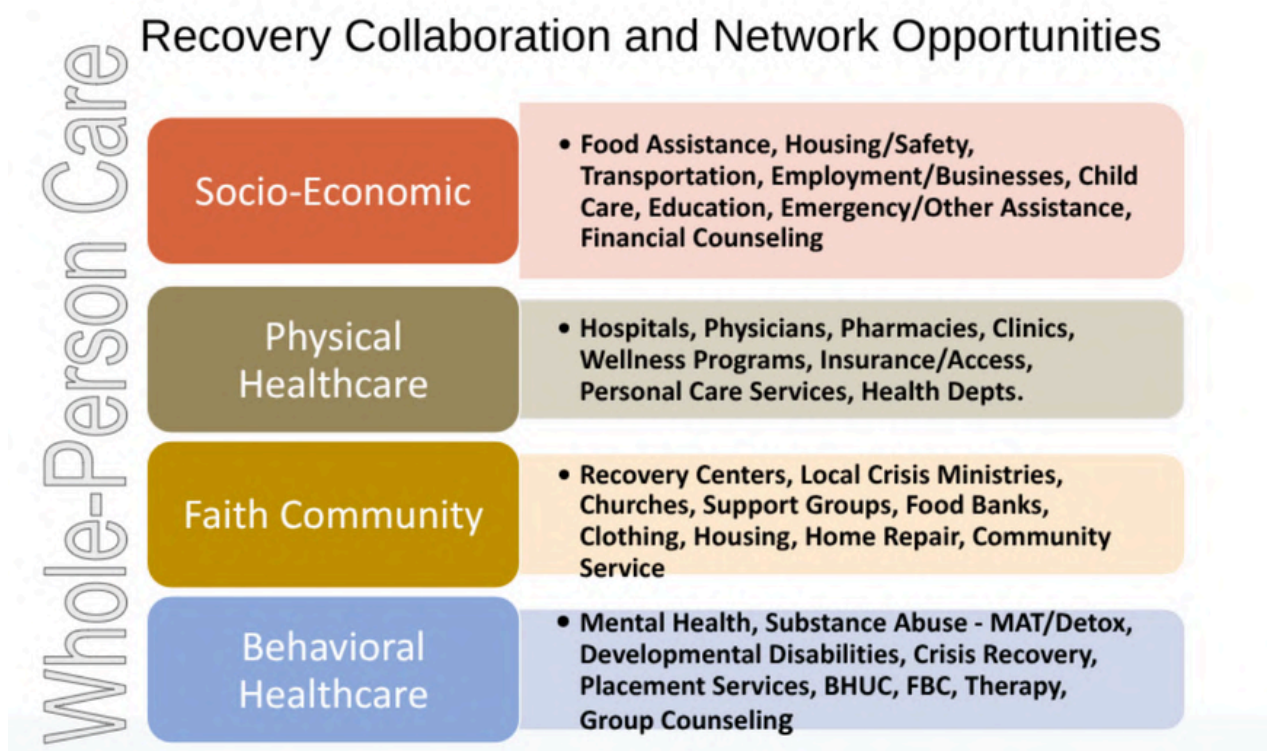 Recovery Collaboration and Network Opportunities
Whole-Person Care
Socio-Economic
• Food Assistance, Housing/Safety,
Transportation, Employment/Businesses, Child
Care, Education, Emergency/Other Assistance,
Financial Counseling
Physical
Healthcare
• Hospitals, Physicians, Pharmacies, Clinics,
Wellness Programs, Insurance/Access,
Personal Care Services, Health Depts.
Faith Community
• Recovery Centers, Local Crisis Ministries,
Churches, Support Groups, Food Banks,
Clothing, Housing, Home Repair, Community
Service
Behavioral
Healthcare
• Mental Health, Substance Abuse - MAT/Detox,
Developmental Disabilities, Crisis Recovery,
Placement Services, BHUC, FBC, Therapy,
Group Counseling